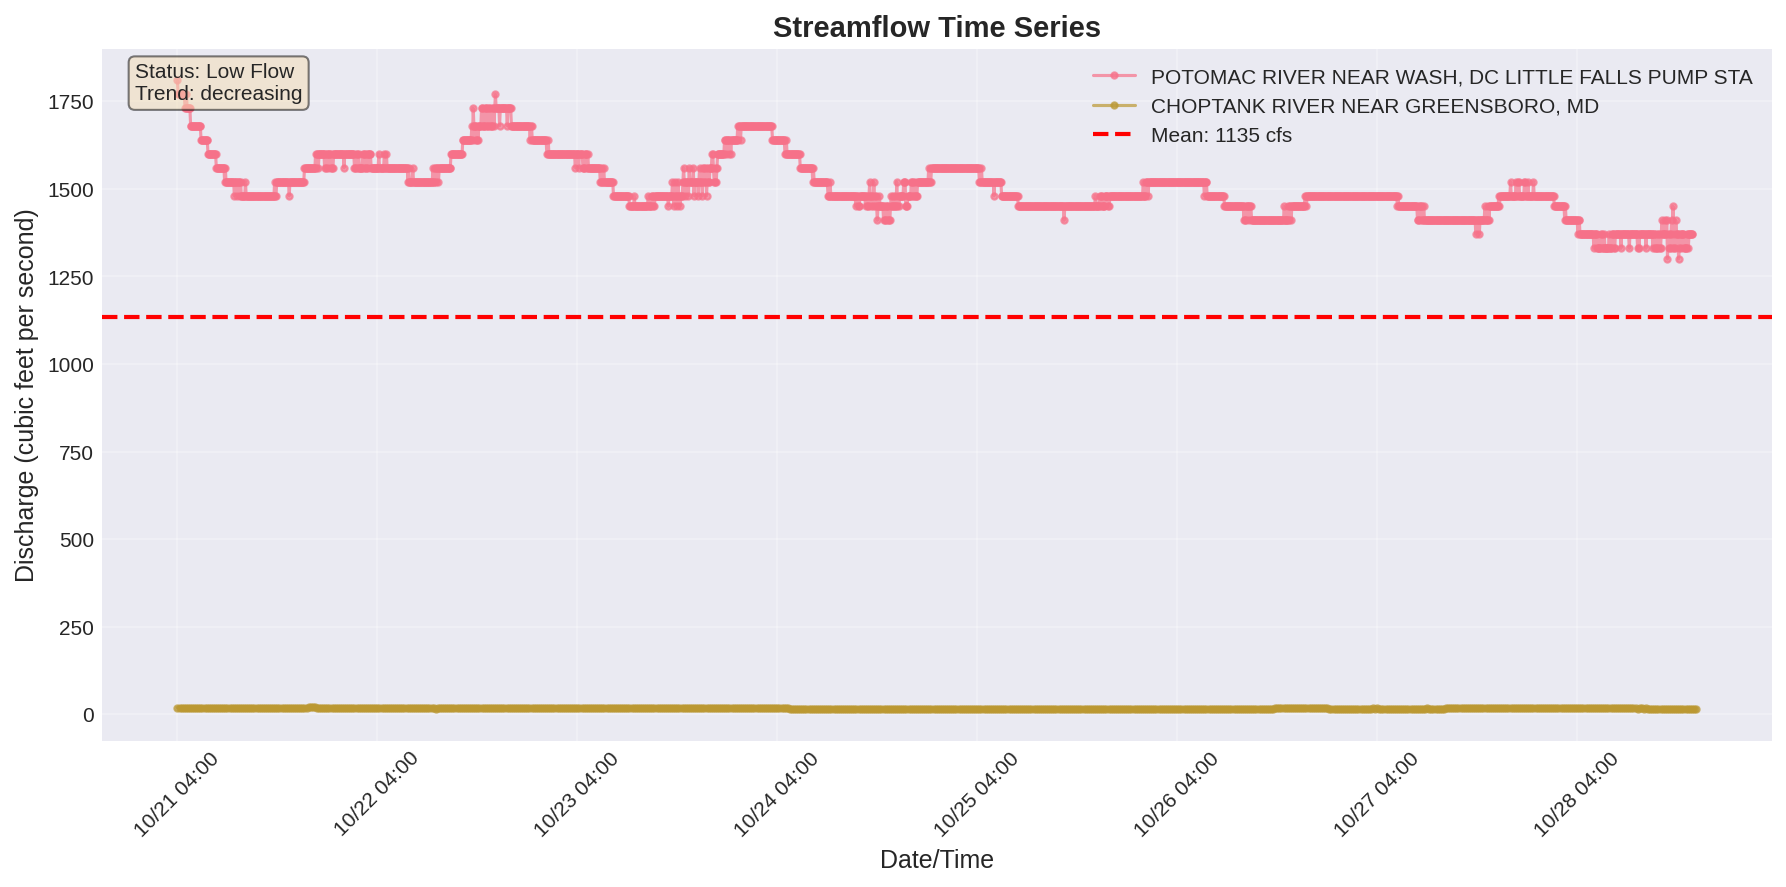 Streamflow Time Series
Status: Low Flow
Trend: decreasing
POTOMAC RIVER NEAR WASH, DC LITTLE FALLS PUMP STA
CHOPTANK RIVER NEAR GREENSBORO, MD
Mean: 1135 cfs
Discharge (cubic feet per second)
1750
1500
1250
1000
750
500
250
0
10/21 04:00
10/22 04:00
10/23 04:00
10/24 04:00
10/25 04:00
10/26 04:00
10/27 04:00
10/28 04:00
Date/Time